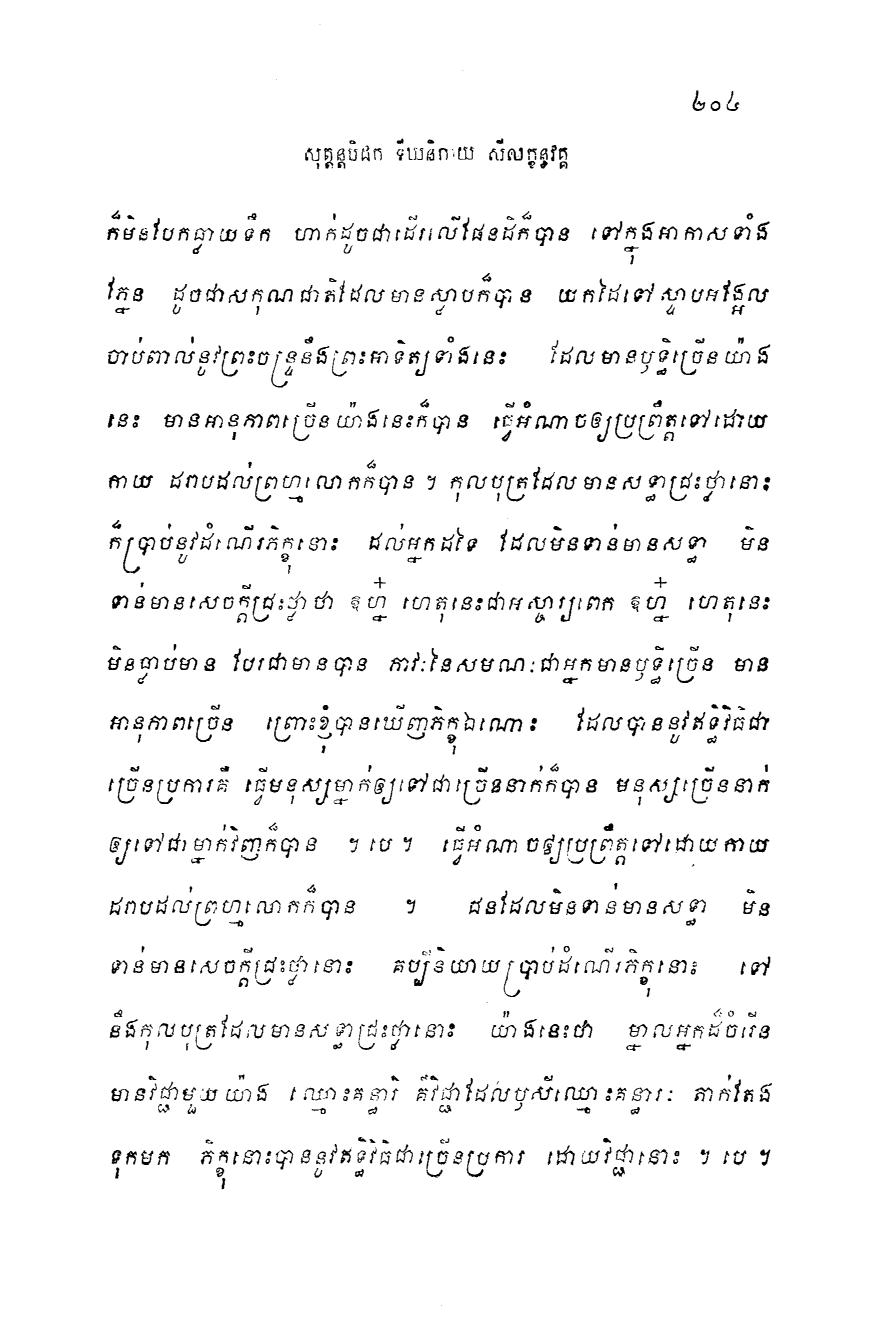 ២០៤
សុត្តន្តបិដក ទីឃនិកាយ សីលក្ខន្ធវគ្គ
ក៏មិនបែកធ្លាយទឹក ហាក់ដូចជាដើរលើផែនដីក៏បាន ទៅក្នុងអាកាសទាំង
ភ្នែន ដូចជាសកុណជាតិដែលមានស្លាបក៏បាន យកដៃទៅស្ទាបអង្អែល
ចាប់ពាល់នូវព្រះចន្ទ្រនឹងព្រះអាទិត្យទាំងនេះ ដែលមានឫទ្ធិច្រើនយ៉ាង
នេះ មានអានុភាពច្រើនយ៉ាងនេះក៏បាន ធ្វើអំណាចឲ្យប្រព្រឹត្តទៅដោយ
កាយ ដរាបដល់ព្រហ្មលោកក៏បាន ។ កុលបុត្រដែលមានសទ្ធាជ្រះថ្លានោះ
ក៏ប្រាប់នូវដំណើរភិក្ខុនោះ ដល់អ្នកដទៃ ដែលមិនទាន់មានសទ្ធា មិន
ទាន់មានសេចក្តីជ្រះថ្លាថា ឱហ្ន៎ ហេតុនេះជាអស្ចារ្យពេក ឱហ្ន៎ ហេតុនេះ
មិនធ្លាប់មាន បែរជាមានបាន ភាវៈនៃសមណៈជាអ្នកមានឫទ្ធិច្រើន មាន
អានុភាពច្រើន ព្រោះខ្ញុំបានឃើញភិក្ខុឯណោះ ដែលបាននូវឥទ្ធិវិធីជា
ច្រើនប្រការគឺ ធ្វើមនុស្សម្នាក់ឲ្យទៅជាច្រើននាក់ក៏បាន មនុស្សច្រើននាក់
ឲ្យទៅជាម្នាក់វិញក៏បាន ។ បេ ។ ធ្វើអំណាចឲ្យប្រព្រឹត្តទៅដោយកាយ
ដរាបដល់ព្រហ្មលោកក៏បាន ។ ជនដែលមិនទាន់មានសទ្ធា មិន
ទាន់មានសេចក្តីជ្រះថ្លានោះ គប្បីនិយាយប្រាប់ដំណើរភិក្ខុនោះ ទៅ
នឹងកុលបុត្រដែលមានសទ្ធាជ្រះថ្លានោះ យ៉ាងនេះថា ម្នាលអ្នកដ៏ចំរើន
មានវិជ្ជាមួយយ៉ាង ឈ្មោះគន្ធារិ គឺវិជ្ជាដែលឫសីឈ្មោះគន្ធារៈ តាក់តែង
ទុកមក ភិក្ខុនោះបាននូវឥទ្ធិវិធីជាច្រើនប្រការ ដោយវិជ្ជានោះ ។ បេ ។